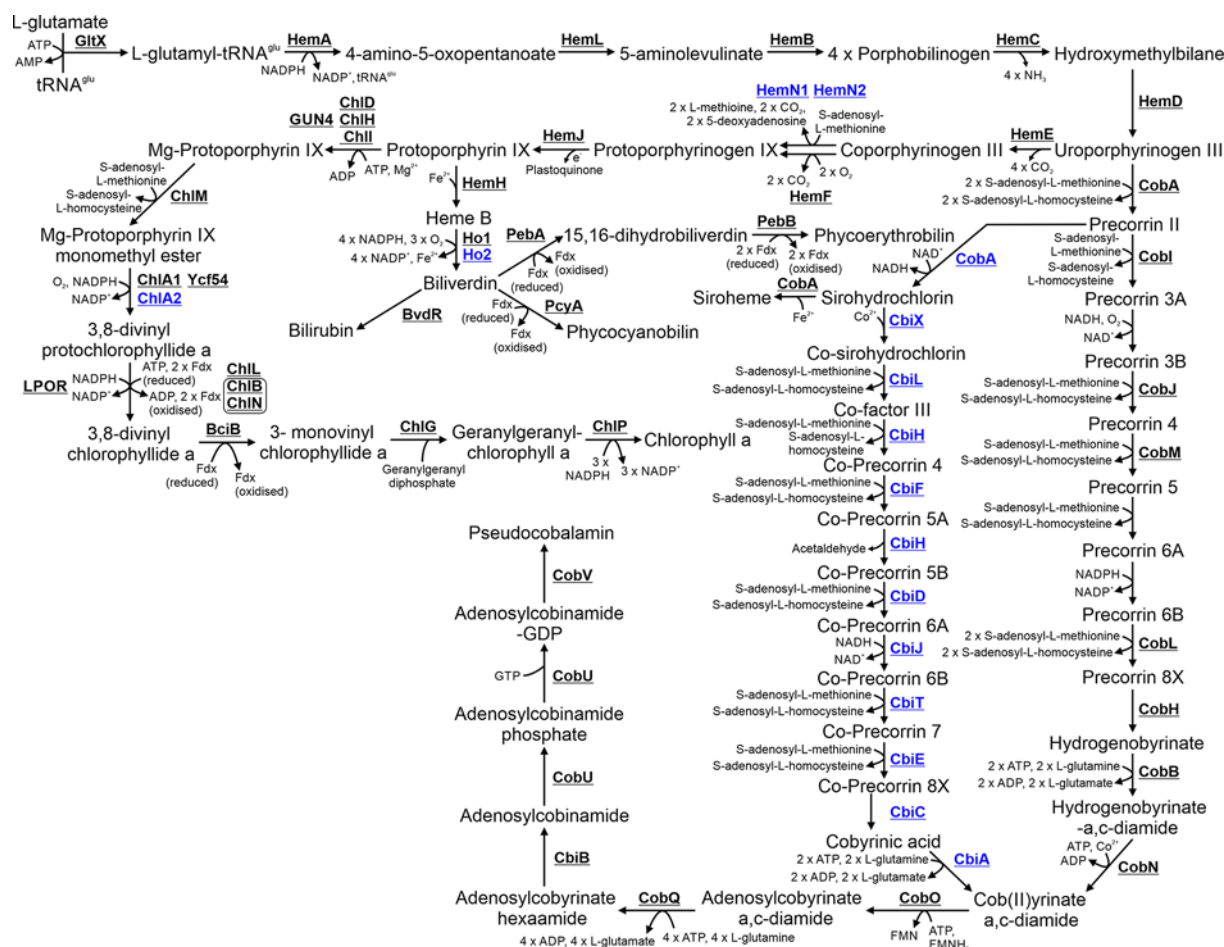 L-glutamate
ATP
AMP
GltX
tRNAᵍˡᵘ
L-glutamyl-tRNAᵍˡᵘ
HemA
NADPH
NADP⁺, tRNAᵍˡᵘ
4-amino-5-oxopentanoate
HemL
5-aminolevulinate
HemB
4 x Porphobilinogen
HemC
4 x NH₃
Hydroxymethylbilane
HemD
Uroporphyrinogen III
HemE
4 x CO₂
Coporphyrinogen III
HemN1 HemN2
2 x L-methioine, 2 x CO₂,
2 x 5-deoxyadenosine
S-adenosyl-
L-methionine
2 x CO₂
2 x O₂
HemF
Protoporphyrinogen IX
HemJ
e⁻
Plastoquinone
Protoporphyrin IX
ChlD
GUN4 ChlH
ChlI
ADP
ATP, Mg²⁺
Mg-Protoporphyrin IX
S-adenosyl-
L-methionine
S-adenosyl-
L-homocysteine
ChlM
Mg-Protoporphyrin IX
monomethyl ester
O₂, NADPH
NADP⁺
ChlA1 Ycf54
ChlA2
3,8-divinyl
protochlorophyllide a
LPOR
NADPH
NADP⁺
ATP, 2 x Fdx
(reduced)
ADP, 2 x Fdx
(oxidised)
ChlL
ChlB
ChlN
3,8-divinyl
chlorophyllide a
BciB
Fdx
(reduced)
Fdx
(oxidised)
3- monovinyl
chlorophyllide a
ChlG
Geranylgeranyl
diphosphate
Geranylgeranyl-
chlorophyll a
ChlP
3 x
NADPH
3 x NADP⁺
Chlorophyll a
Fe²⁺
HemH
Heme B
4 x NADPH, 3 x O₂
4 x NADP⁺, Fe²⁺
Ho1
Ho2
Biliverdin
BvdR
Bilirubin
PebA
Fdx
(reduced)
Fdx
(oxidised)
15,16-dihydrobiliverdin
PebB
2 x Fdx
(reduced)
2 x Fdx
(oxidised)
Phycoerythrobilin
PcyA
Fdx
(reduced)
Fdx
(oxidised)
Phycocyanobilin
2 x S-adenosyl-L-methionine
2 x S-adenosyl-L-homocysteine
CobA
Precorrin II
NAD⁺
NADH
CobA
Sirohydrochlorin
CobA
Fe²⁺
Siroheme
Co²⁺
CbiX
Co-sirohydrochlorin
S-adenosyl-L-methionine
S-adenosyl-L-homocysteine
CbiL
Co-factor III
S-adenosyl-L-methionine
S-adenosyl-L-
homocysteine
CbiH
Co-Precorrin 4
S-adenosyl-L-methionine
S-adenosyl-L-homocysteine
CbiF
Co-Precorrin 5A
Acetaldehyde
CbiH
Co-Precorrin 5B
S-adenosyl-L-methionine
S-adenosyl-L-homocysteine
CbiD
Co-Precorrin 6A
NADH
NAD⁺
CbiJ
Co-Precorrin 6B
S-adenosyl-L-methionine
S-adenosyl-L-homocysteine
CbiT
Co-Precorrin 7
S-adenosyl-L-methionine
S-adenosyl-L-homocysteine
CbiE
Co-Precorrin 8X
CbiC
Cobyrinic acid
2 x ATP, 2 x L-glutamine
2 x ADP, 2 x L-glutamate
CbiA
S-adenosyl-
L-methionine
S-adenosyl-
L-homocysteine
CobI
Precorrin 3A
NADH, O₂
NAD⁺
Precorrin 3B
S-adenosyl-L-methionine
S-adenosyl-L-homocysteine
CobJ
Precorrin 4
S-adenosyl-L-methionine
S-adenosyl-L-homocysteine
CobM
Precorrin 5
S-adenosyl-L-methionine
S-adenosyl-L-homocysteine
Precorrin 6A
NADPH
NADP⁺
Precorrin 6B
2 x S-adenosyl-L-methionine
2 x S-adenosyl-L-homocysteine
CobL
Precorrin 8X
CobH
Hydrogenobyrinate
2 x ATP, 2 x L-glutamine
2 x ADP, 2 x L-glutamate
CobB
Hydrogenobyrinate
-a,c-diamide
ATP, Co²⁺
ADP
CobN
Cob(II)yrinate
a,c-diamide
CobO
FMN
ATP,
FMNH₂
Adenosylcobyrinate
a,c-diamide
CobQ
4 x ADP, 4 x L-glutamate
4 x ATP, 4 x L-glutamine
Adenosylcobyrinate
hexaamide
CbiB
Adenosylcobinamide
CobU
Adenosylcobinamide
phosphate
GTP
CobU
Adenosylcobinamide
-GDP
CobV
Pseudocobalamin